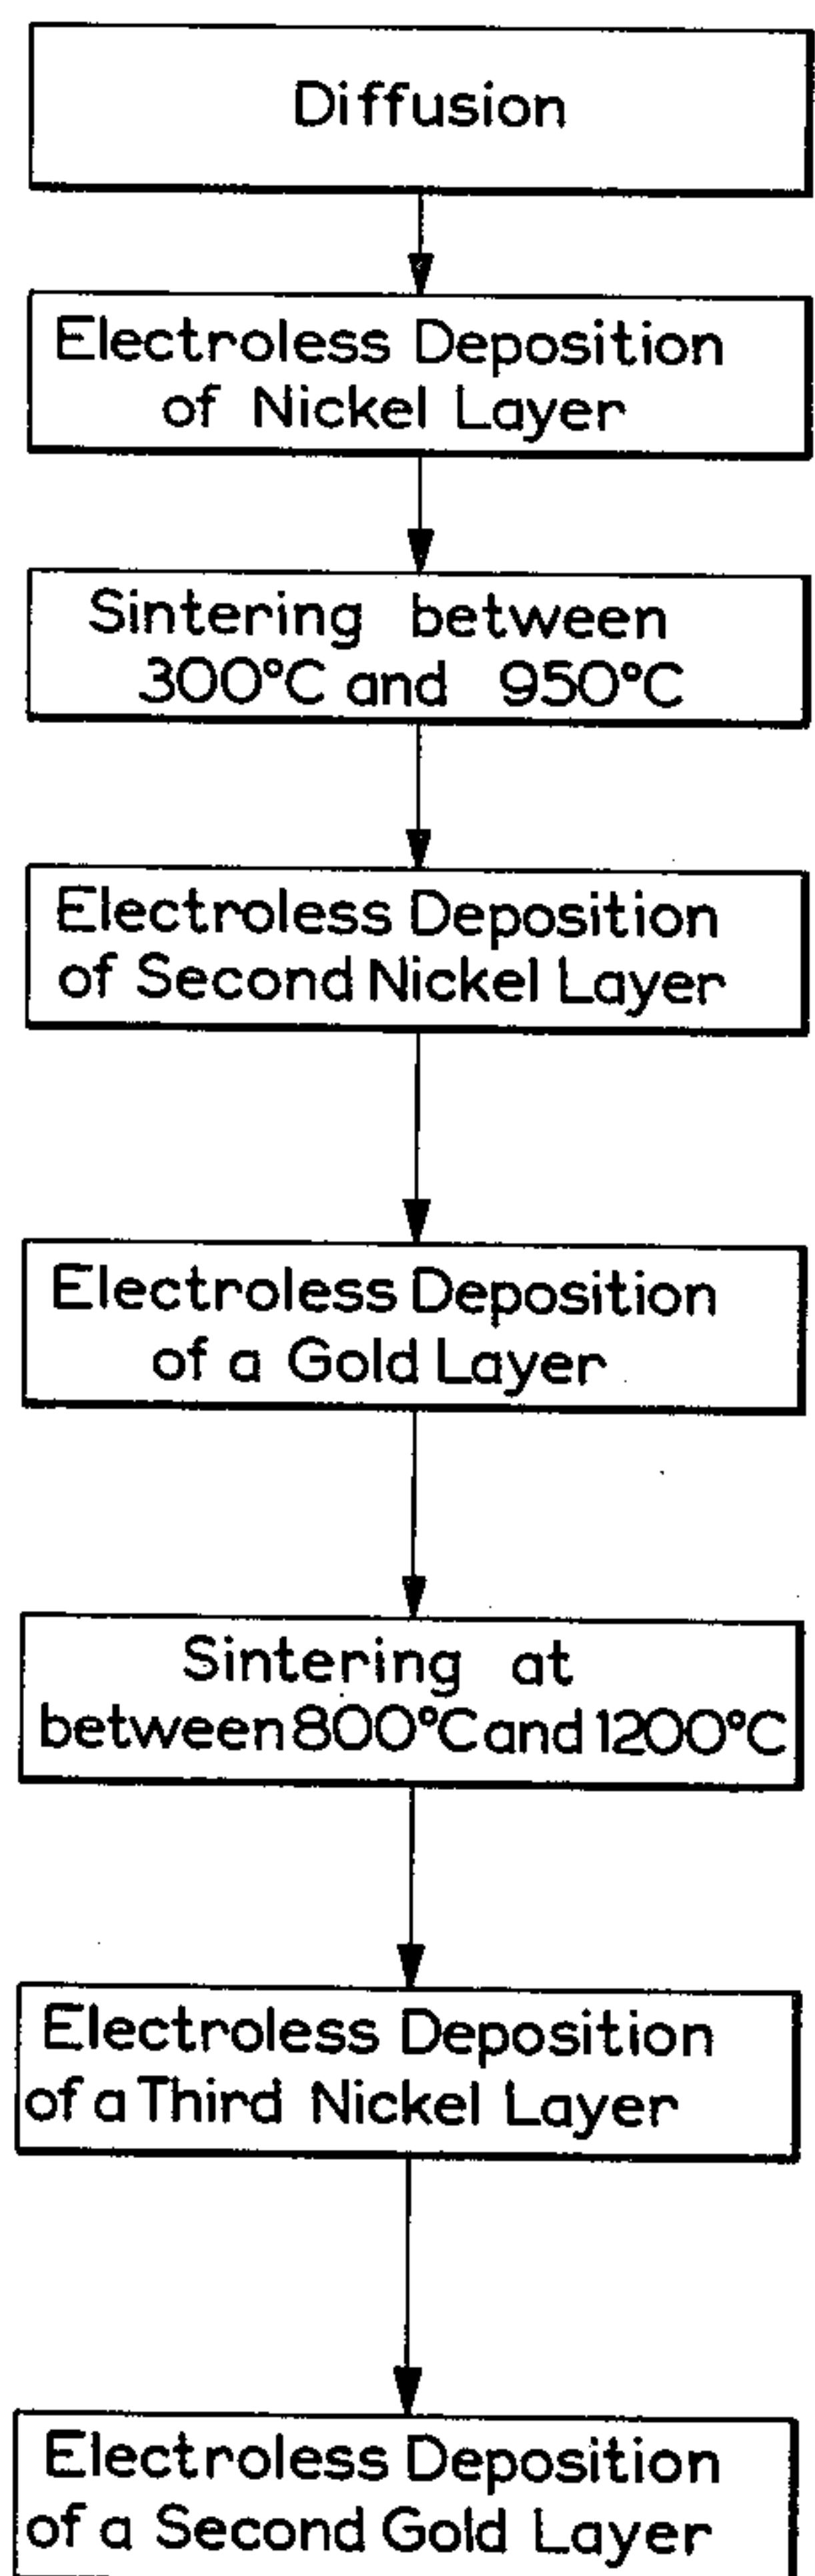 Diffusion
Electroless Deposition
of Nickel Layer
Sintering between
300°C and 950°C
Electroless Deposition
of Second Nickel Layer
Electroless Deposition
of a Gold Layer
Sintering at
between 800°C and 1200°C
Electroless Deposition
of a Third Nickel Layer
Electroless Deposition
of a Second Gold Layer